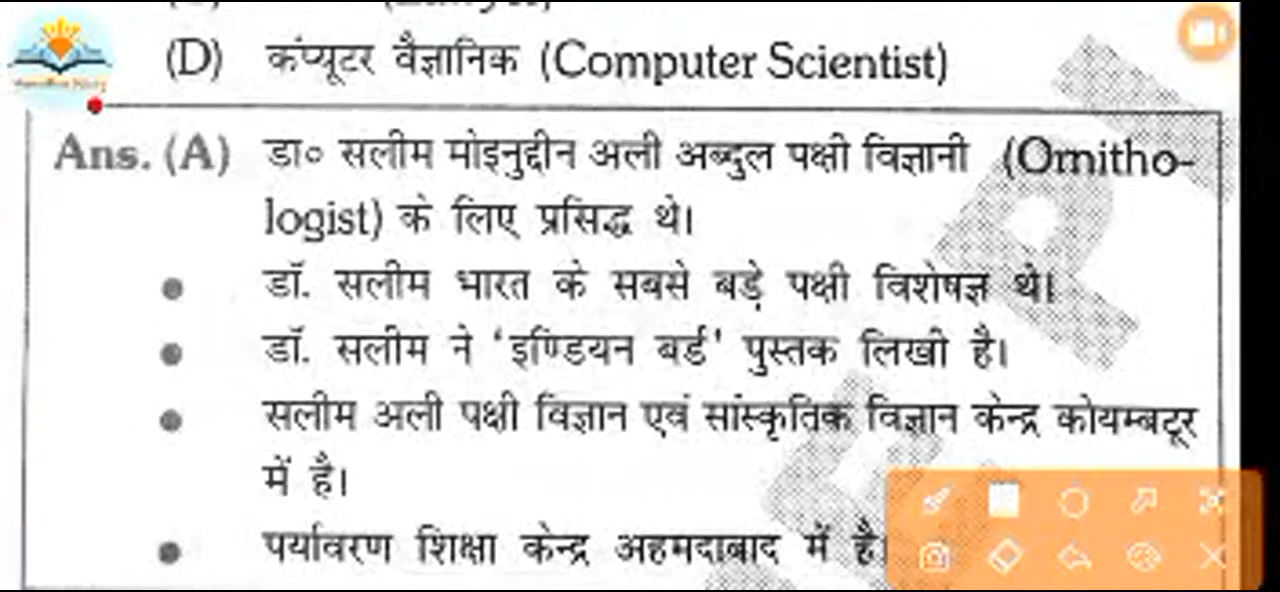 (D) कंप्यूटर वैज्ञानिक (Computer Scientist)
Ans. (A) डा० सलीम मोइनुद्दीन अली अब्दुल पक्षी विज्ञानी (Ornitho-
logist) के लिए प्रसिद्ध थे।
● डॉ. सलीम भारत के सबसे बड़े पक्षी विशेषज्ञ थे।
● डॉ. सलीम ने 'इण्डियन बर्ड' पुस्तक लिखी है।
● सलीम अली पक्षी विज्ञान एवं सांस्कृतिक विज्ञान केन्द्र कोयम्बटूर
में है।
● पर्यावरण शिक्षा केन्द्र अहमदाबाद में है।